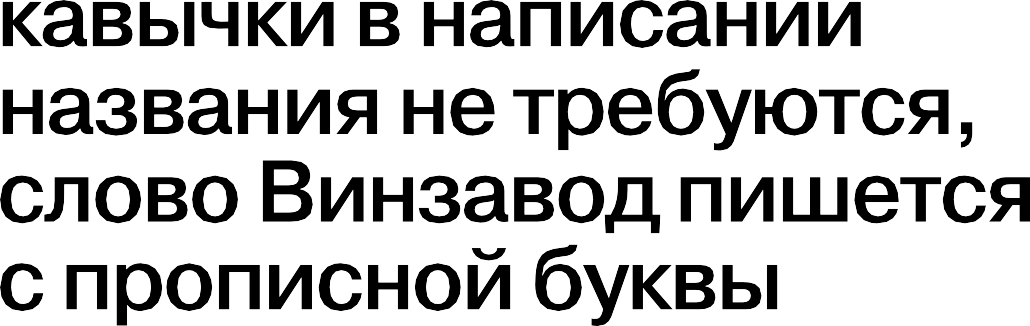 кавычки в написании
названия не требуются,
слово Винзавод пишется
с прописной буквы